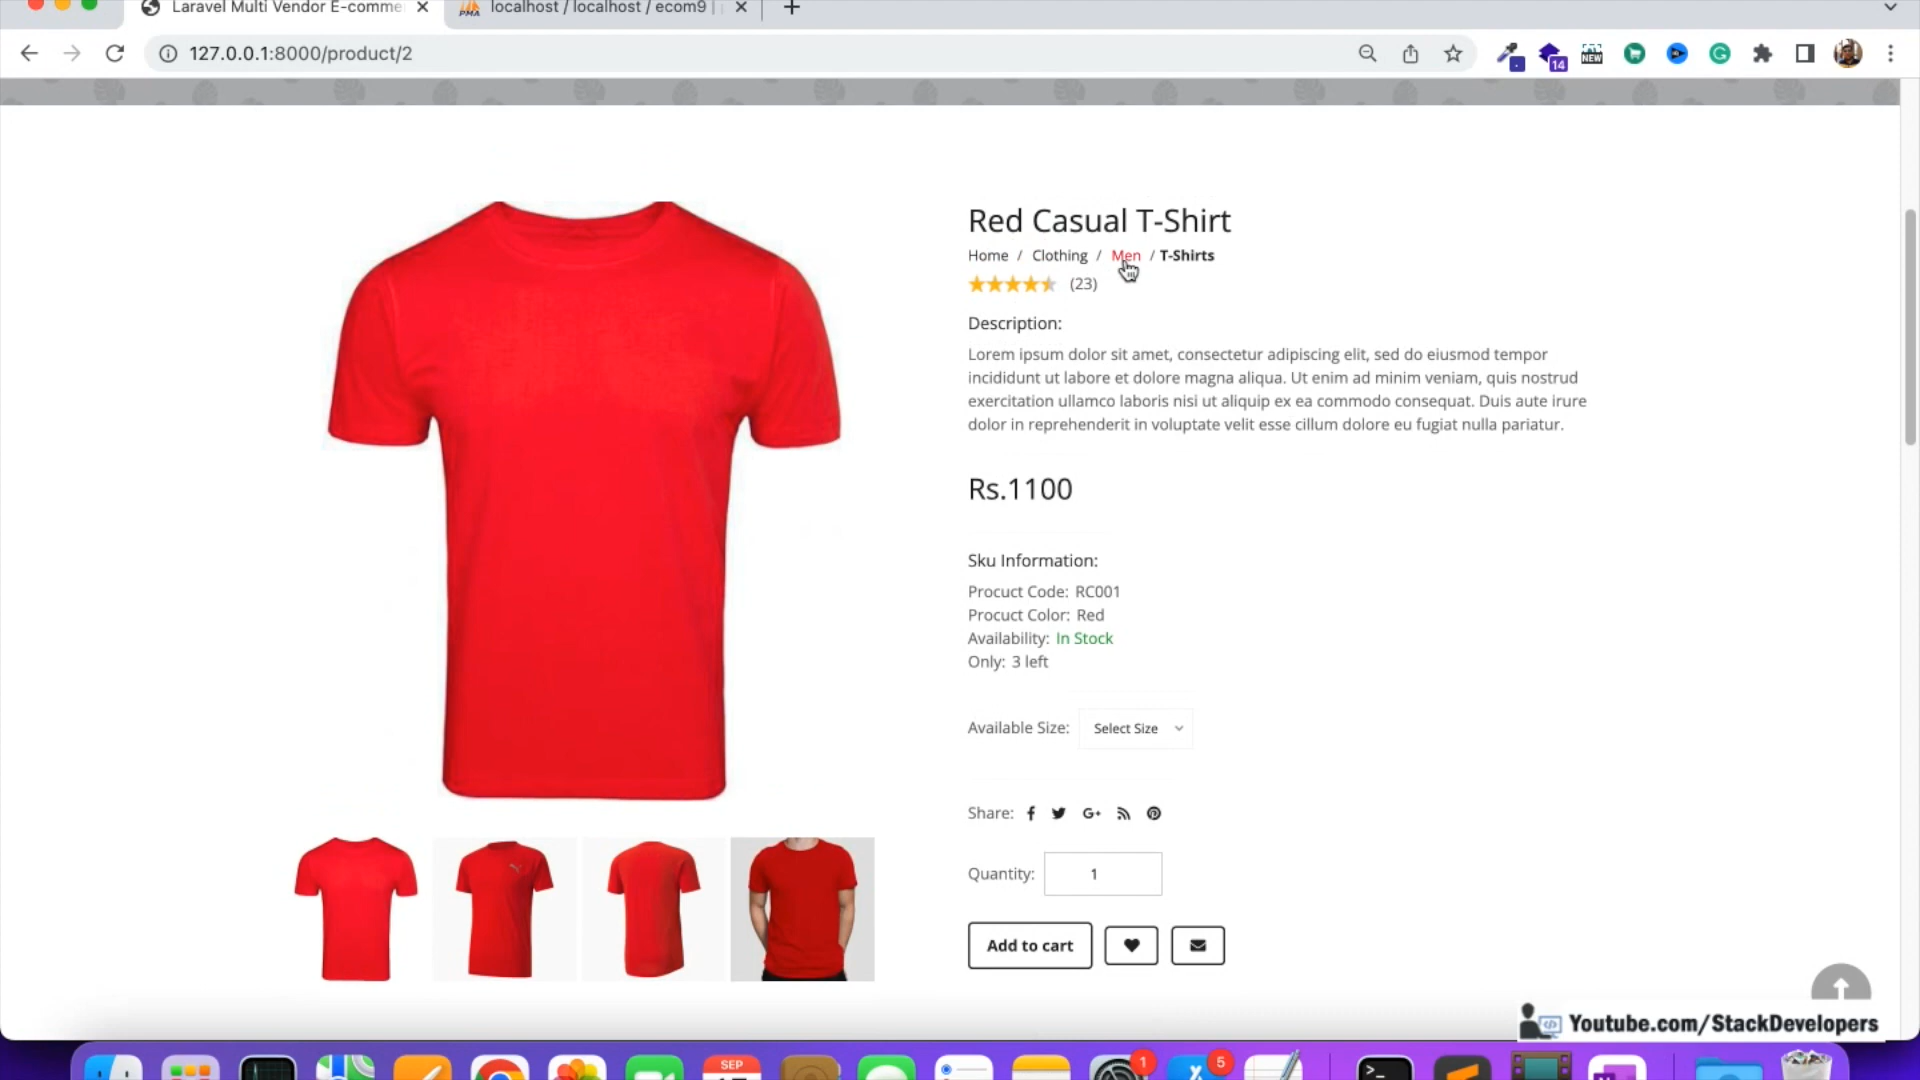 Laravel Multi Vendor E-comme
localhost / localhost / ecom9 |
127.0.0.1:8000/product/2
14
NEW
Red Casual T-Shirt
Home / Clothing / Men / T-Shirts
(23)
Description:
Lorem ipsum dolor sit amet, consectetur adipiscing elit, sed do eiusmod tempor
incididunt ut labore et dolore magna aliqua. Ut enim ad minim veniam, quis nostrud
exercitation ullamco laboris nisi ut aliquip ex ea commodo consequat. Duis aute irure
dolor in reprehenderit in voluptate velit esse cillum dolore eu fugiat nulla pariatur.
Rs.1100
Sku Information:
Procuct Code: RC001
Procuct Color: Red
Availability: In Stock
Only: 3 left
Available Size: Select Size
Share:
Quantity: 1
Add to cart
Youtube.com/StackDevelopers
SEP
1
5